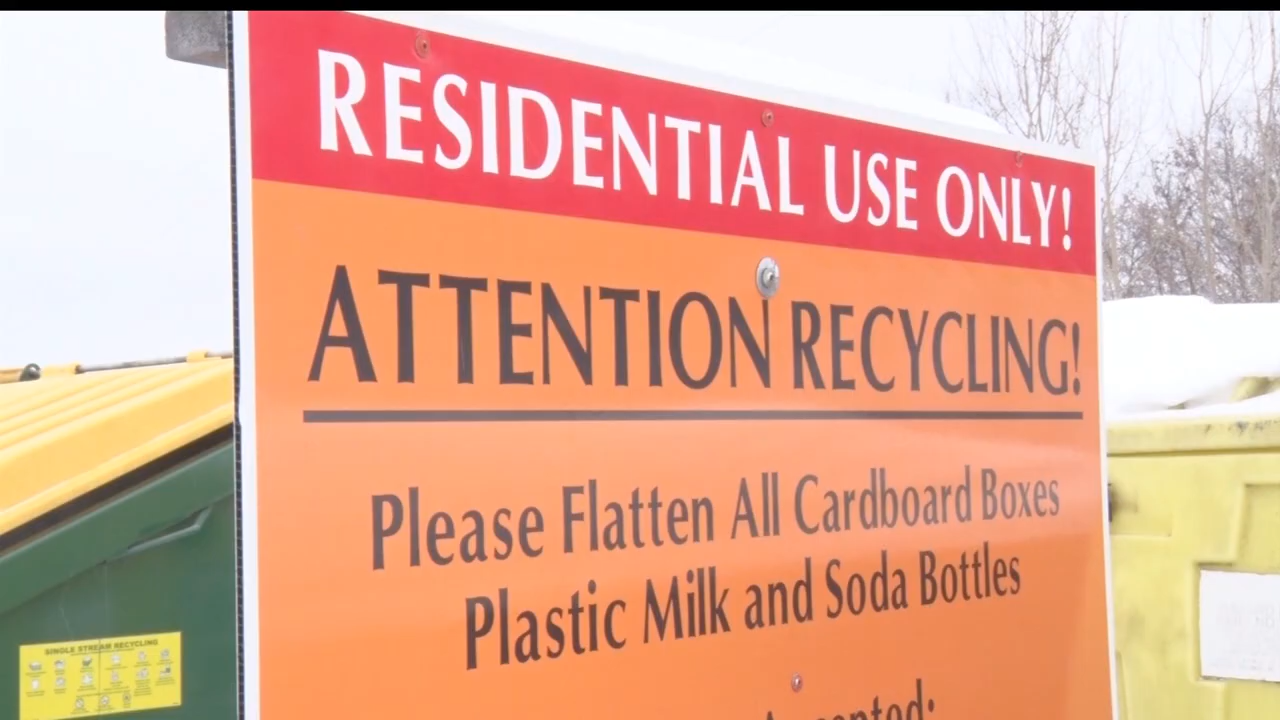 RESIDENTIAL USE ONLY!
ATTENTION RECYCLING!
Please Flatten All Cardboard Boxes
Plastic Milk and Soda Bottles
SINGLE STREAM RECYCLING